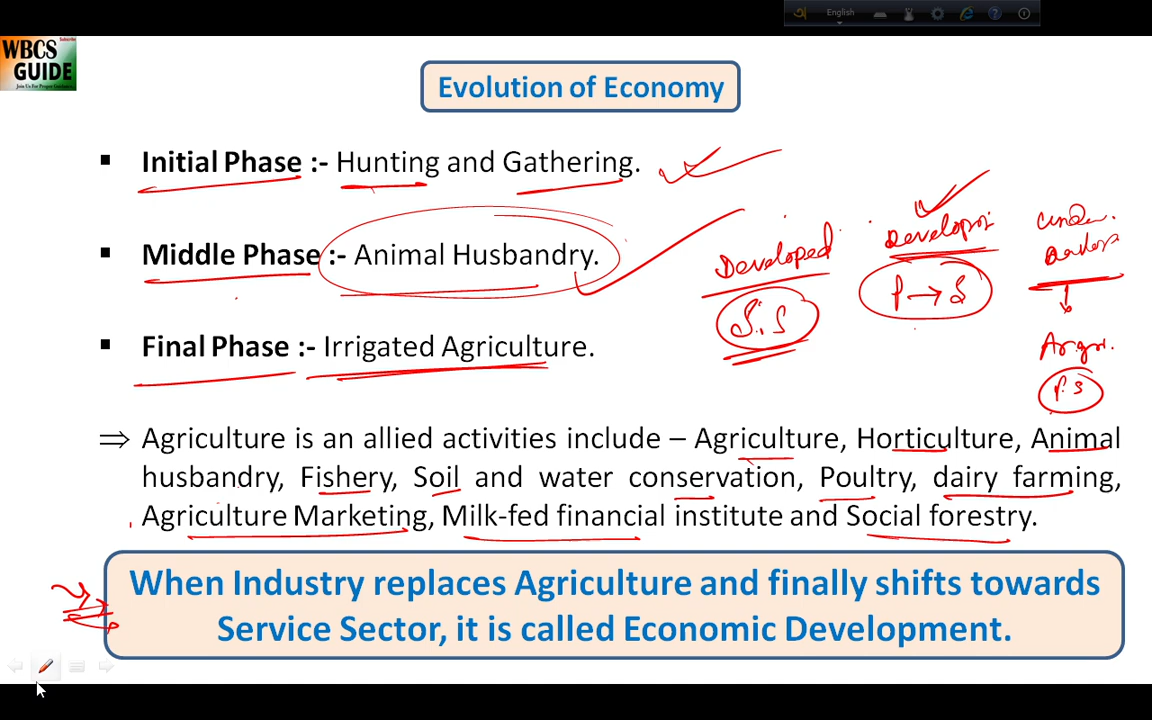 English
Subscribe
WBCS
GUIDE
Evolution of Economy
▪ Initial Phase :- Hunting and Gathering.
▪ Middle Phase :- Animal Husbandry.
▪ Final Phase :- Irrigated Agriculture.
Developed
S.S
P → S
P.S
⇒ Agriculture is an allied activities include – Agriculture, Horticulture, Animal
husbandry, Fishery, Soil and water conservation, Poultry, dairy farming,
Agriculture Marketing, Milk-fed financial institute and Social forestry.
When Industry replaces Agriculture and finally shifts towards
Service Sector, it is called Economic Development.